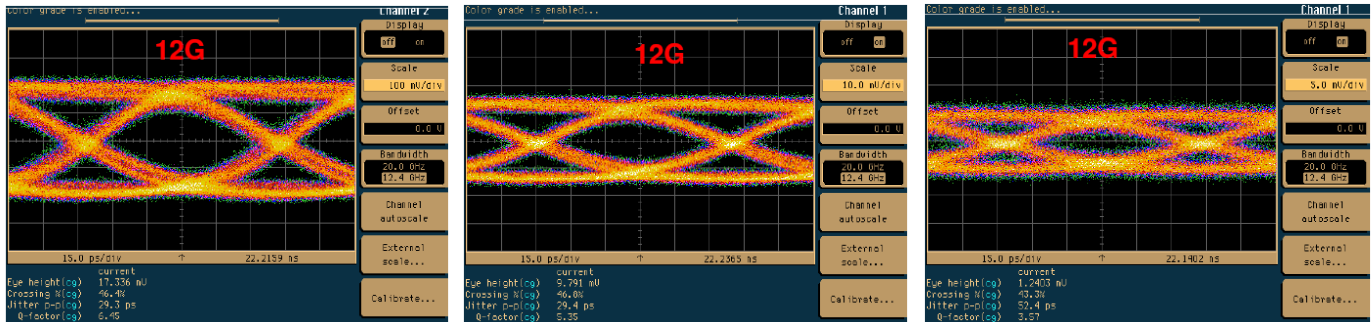 Color grade is enabled...
Channel 2
Display
off on
12G
Scale
100 mV/div
Offset
0.0 V
Bandwidth
20.0 GHz
12.4 GHz
Channel
autoscale
External
scale...
15.0 ps/div
22.2159 ns
current
Eye height(cg) 17.336 mV
Crossing %(cg) 46.4%
Jitter p-p(cg) 29.3 ps
Q-factor(cg) 6.45
Calibrate...
Color grade is enabled...
Channel 1
Display
off on
12G
Scale
10.0 mV/div
Offset
0.0 V
Bandwidth
20.0 GHz
12.4 GHz
Channel
autoscale
External
scale...
15.0 ps/div
22.2365 ns
current
Eye height(cg) 9.791 mV
Crossing %(cg) 46.8%
Jitter p-p(cg) 29.4 ps
Q-factor(cg) 5.35
Calibrate...
Color grade is enabled...
Channel 1
Display
off on
12G
Scale
5.0 mV/div
Offset
0.0 V
Bandwidth
20.0 GHz
12.4 GHz
Channel
autoscale
External
scale...
15.0 ps/div
22.1402 ns
current
Eye height(cg) 1.2403 mV
Crossing %(cg) 43.3%
Jitter p-p(cg) 52.4 ps
Q-factor(cg) 3.57
Calibrate...